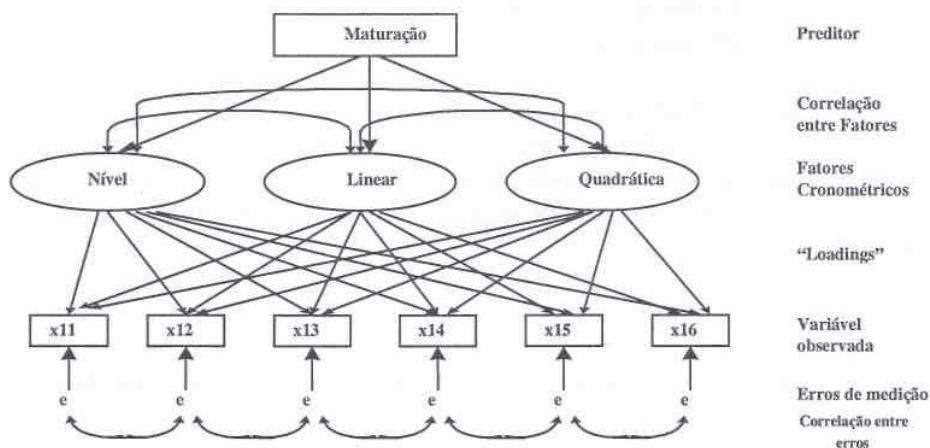 Maturação
Preditor
Correlação
entre Fatores
Nível
Linear
Quadrática
Fatores
Cronométricos
“Loadings”
x11
x12
x13
x14
x15
x16
Variável
observada
e
e
e
e
e
e
Erros de medição
Correlação entre
erros